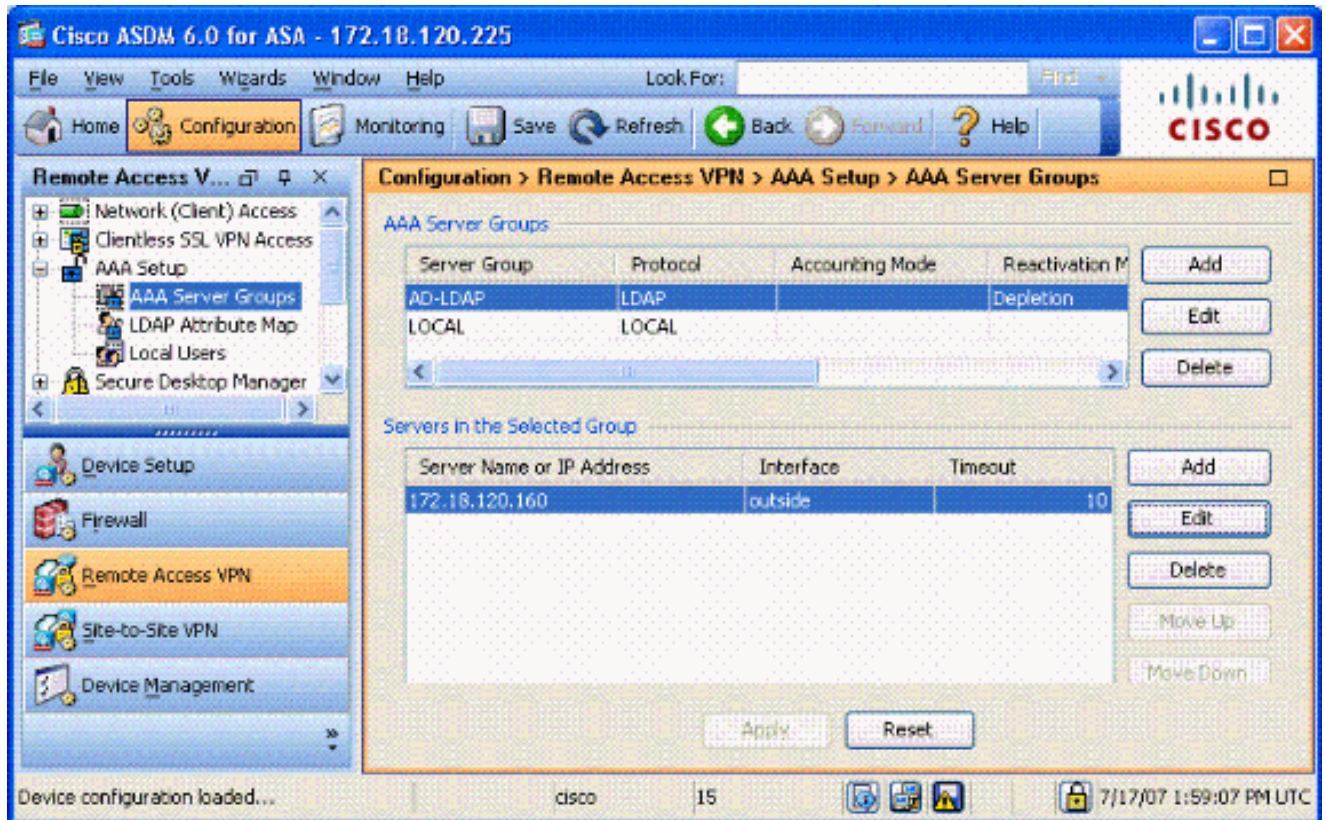 Cisco ASDM 6.0 for ASA - 172.18.120.225
File View Tools Wizards Window Help Look For: Find
Home Configuration Monitoring Save Refresh Back Forward Help
CISCO
Remote Access V...
Network (Client) Access
Clientless SSL VPN Access
AAA Setup
AAA Server Groups
LDAP Attribute Map
Local Users
Secure Desktop Manager
Device Setup
Firewall
Remote Access VPN
Site-to-Site VPN
Device Management
Configuration > Remote Access VPN > AAA Setup > AAA Server Groups
AAA Server Groups
Server Group Protocol Accounting Mode Reactivation M
AD-LDAP LDAP Depletion
LOCAL LOCAL
Add
Edit
Delete
Servers in the Selected Group
Server Name or IP Address Interface Timeout
172.18.120.160 outside 10
Add
Edit
Delete
Move Up
Move Down
Apply Reset
Device configuration loaded... cisco 15 7/17/07 1:59:07 PM UTC